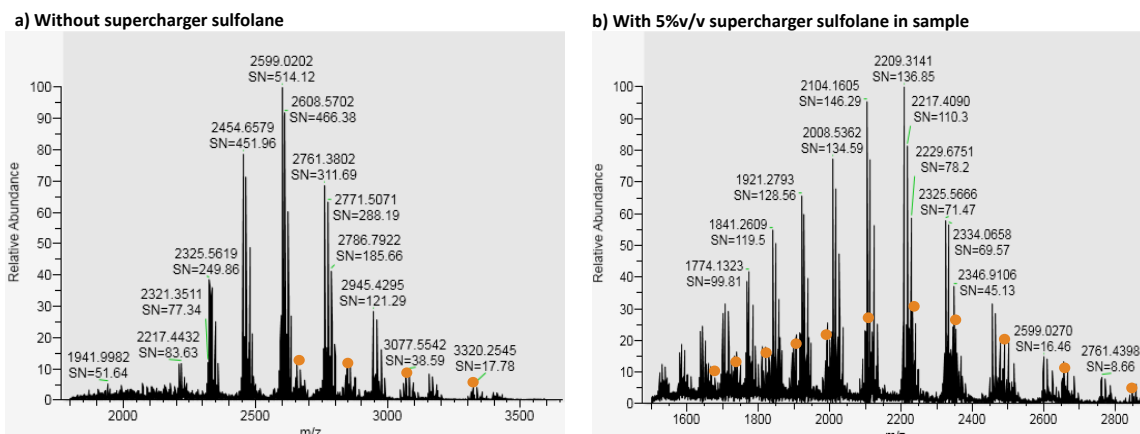 a) Without supercharger sulfolane
Relative Abundance
100
90
80
70
60
50
40
30
20
10
0
2599.0202
SN=514.12
2608.5702
SN=466.38
2454.6579
SN=451.96
2761.3802
SN=311.69
2771.5071
SN=288.19
2786.7922
SN=185.66
2325.5619
SN=249.86
2945.4295
SN=121.29
2321.3511
SN=77.34
2217.4432
SN=83.63
1941.9982
SN=51.64
3077.5542
SN=38.59
3320.2545
SN=17.78
2000
2500
3000
3500
m/z
b) With 5%v/v supercharger sulfolane in sample
Relative Abundance
100
90
80
70
60
50
40
30
20
10
0
2209.3141
SN=136.85
2104.1605
SN=146.29
2217.4090
SN=110.3
2008.5362
SN=134.59
2229.6751
SN=78.2
1921.2793
SN=128.56
2325.5666
SN=71.47
1841.2609
SN=119.5
2334.0658
SN=69.57
1774.1323
SN=99.81
2346.9106
SN=45.13
2599.0270
SN=16.46
2761.4398
SN=8.66
1600
1800
2000
2200
2400
2600
2800
m/z